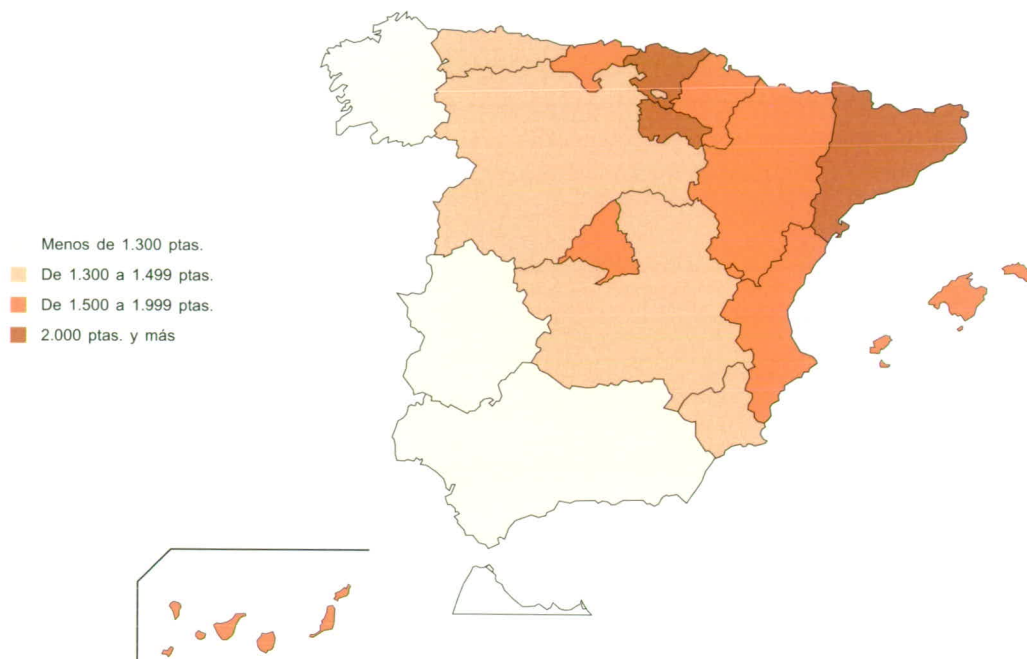 Menos de 1.300 ptas.
De 1.300 a 1.499 ptas.
De 1.500 a 1.999 ptas.
2.000 ptas. y más